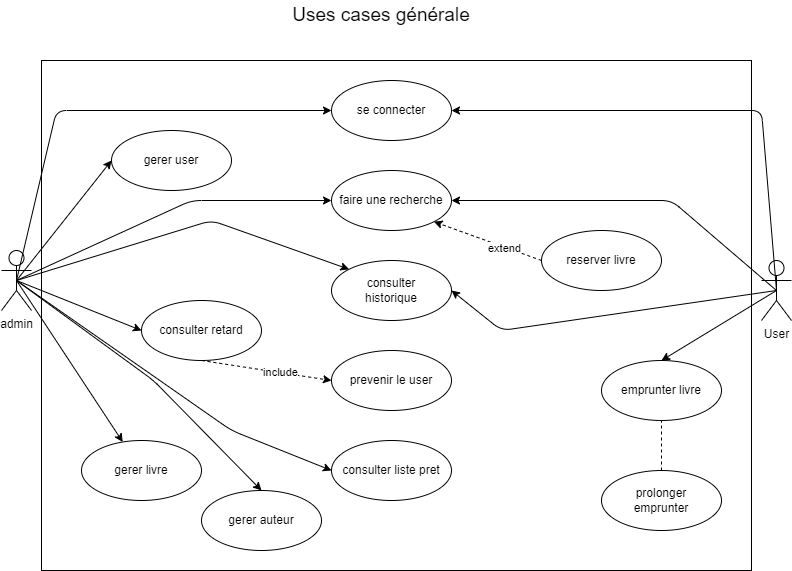 Uses cases générale
se connecter
gerer user
faire une recherche
extend
reserver livre
consulter
historique
admin
User
consulter retard
include
prevenir le user
emprunter livre
gerer livre
consulter liste pret
prolonger
emprunter
gerer auteur